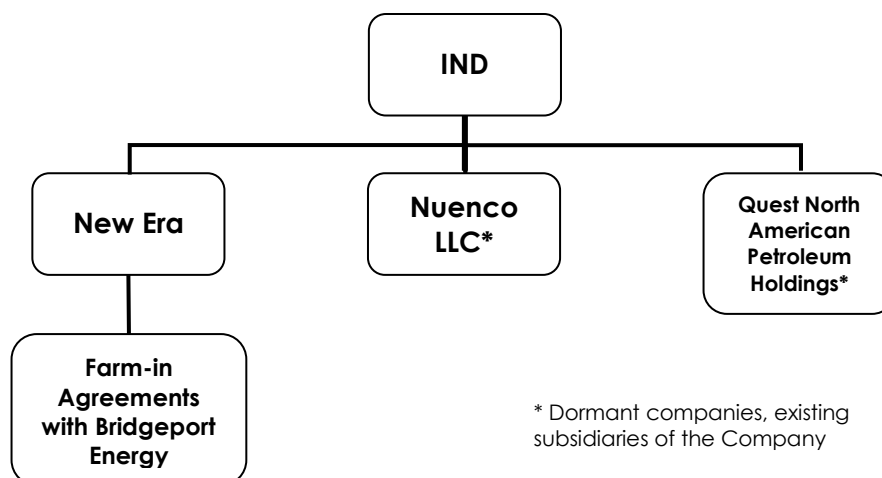 IND
New Era
Nuenco
LLC*
Quest North
American
Petroleum
Holdings*
Farm-in
Agreements
with Bridgeport
Energy
* Dormant companies, existing
subsidiaries of the Company